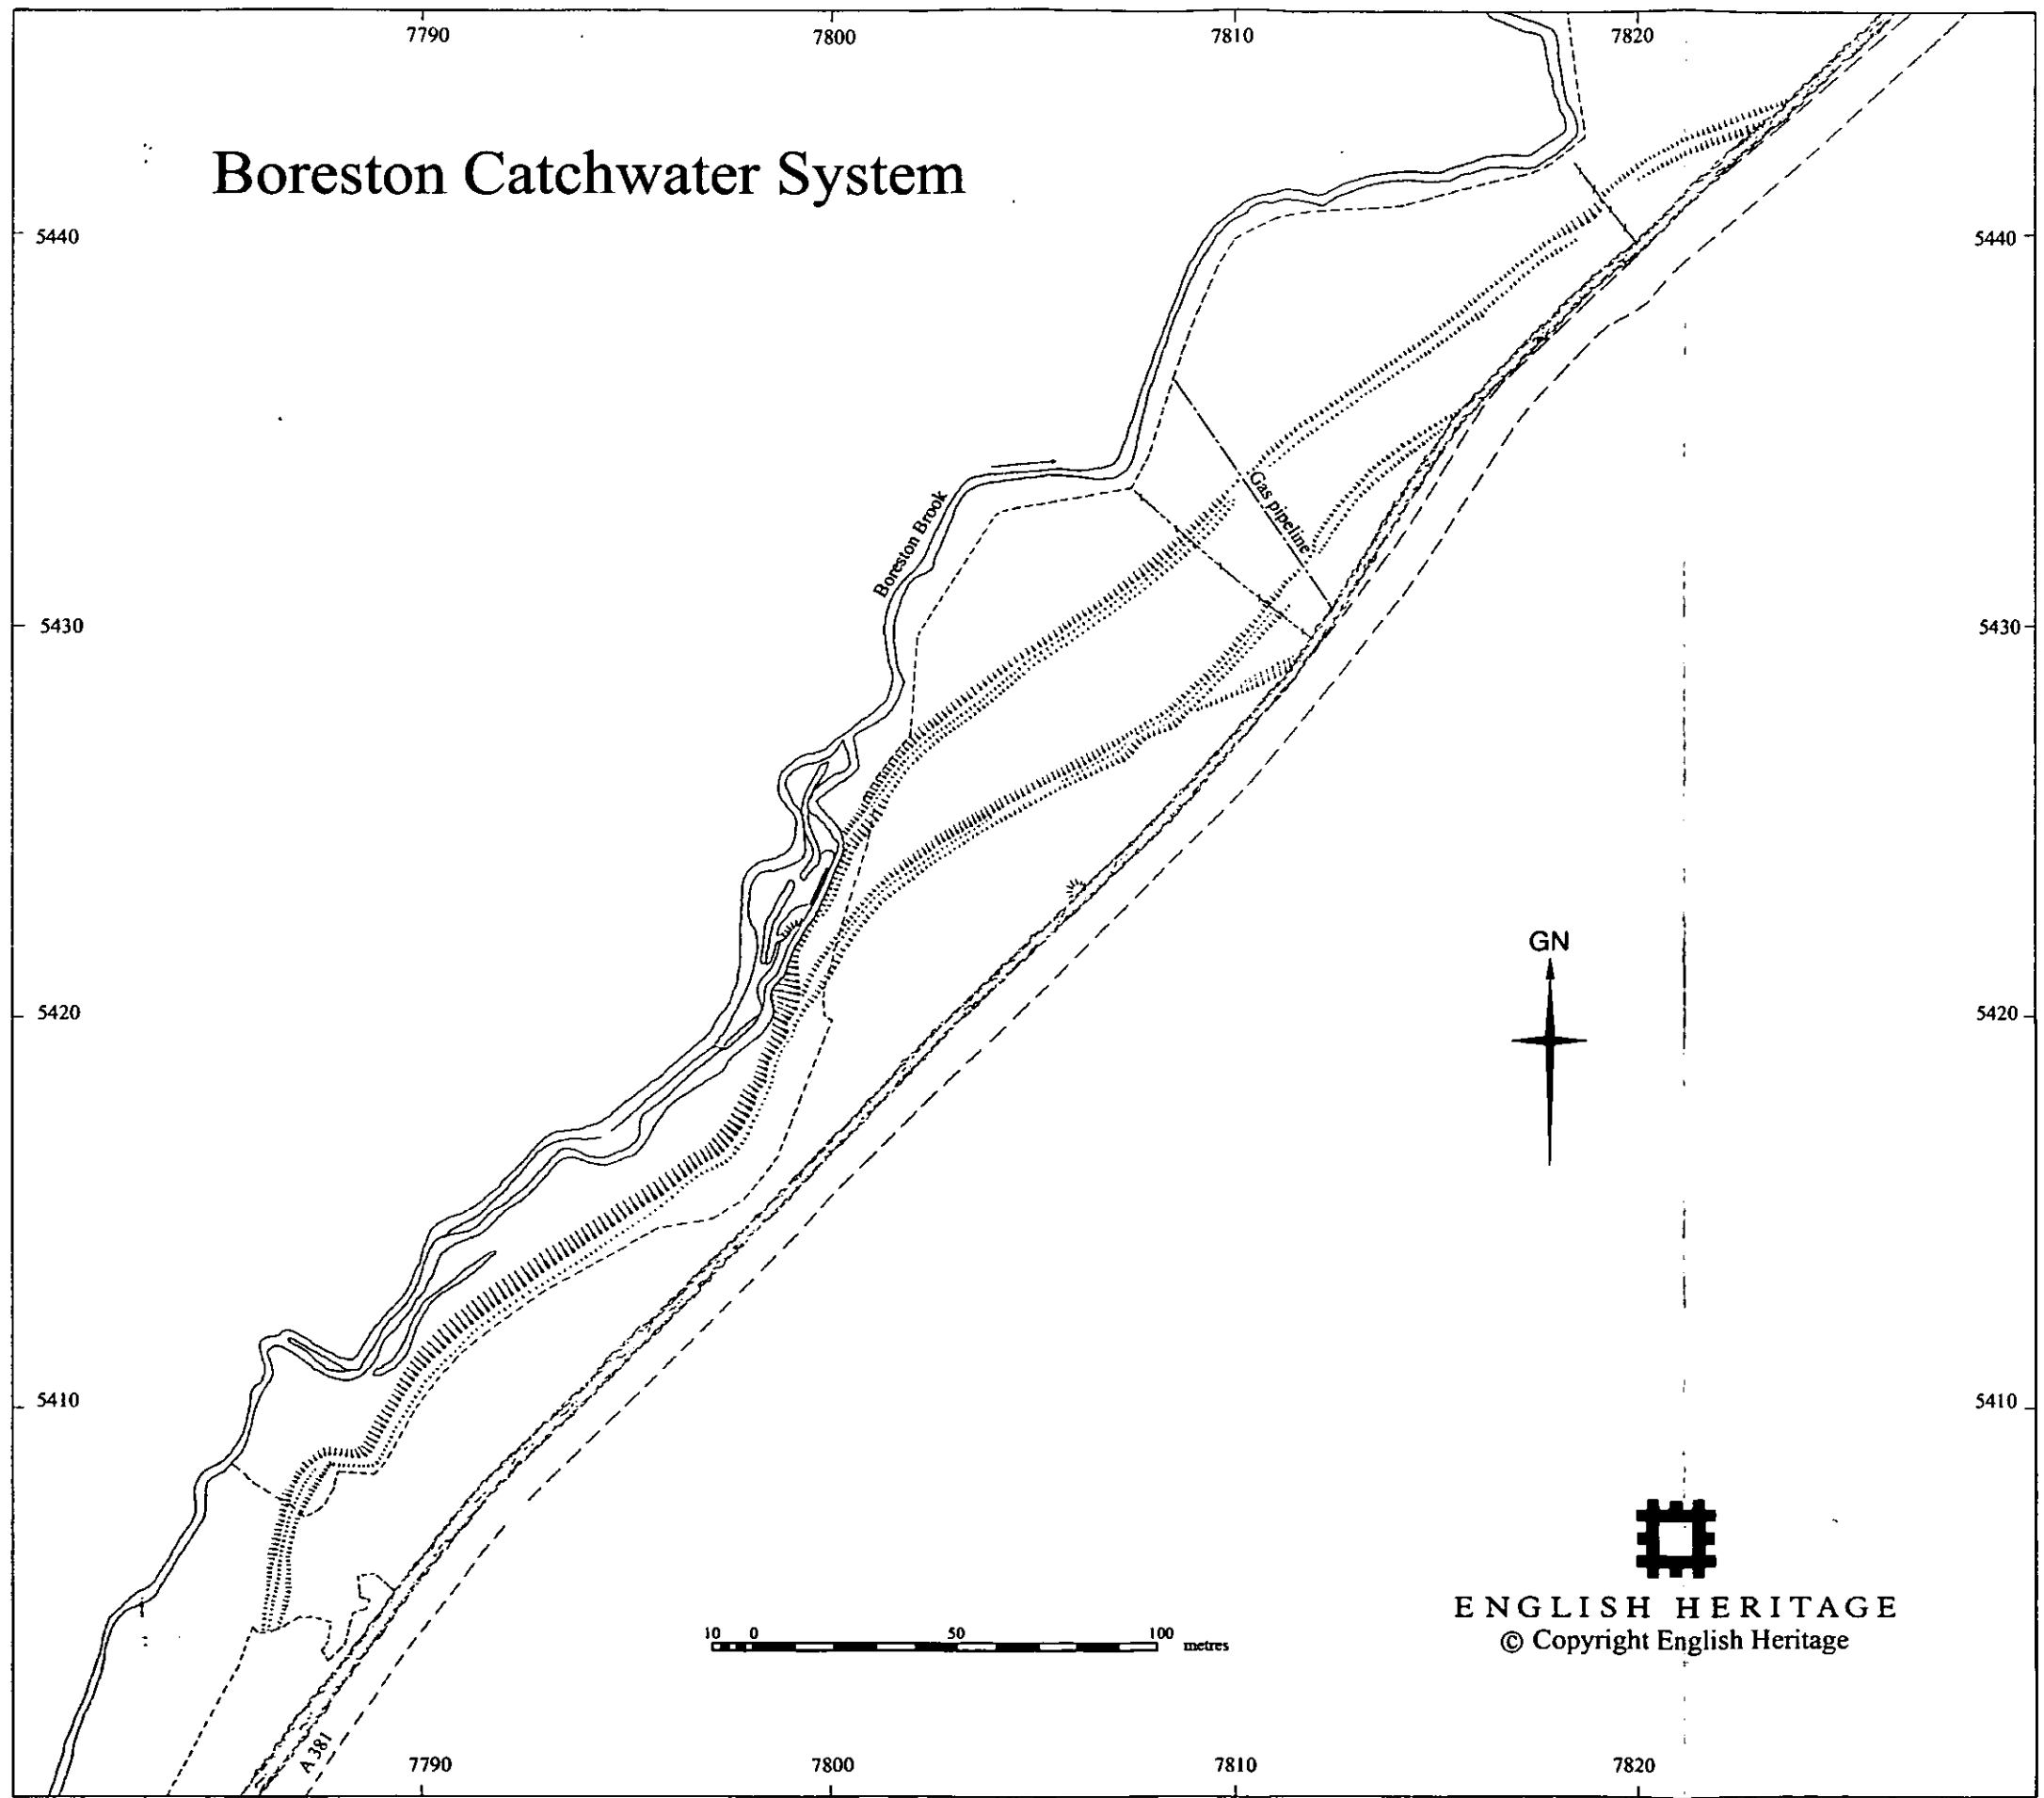 7790 7800 7810 7820
Boreston Catchwater System
5440 5440
Gas pipeline
Boreston Brook
5430 5430
GN
5420 5420
5410 5410
ENGLISH HERITAGE
© Copyright English Heritage
10 0 50 100 metres
A 381
7790 7800 7810 7820